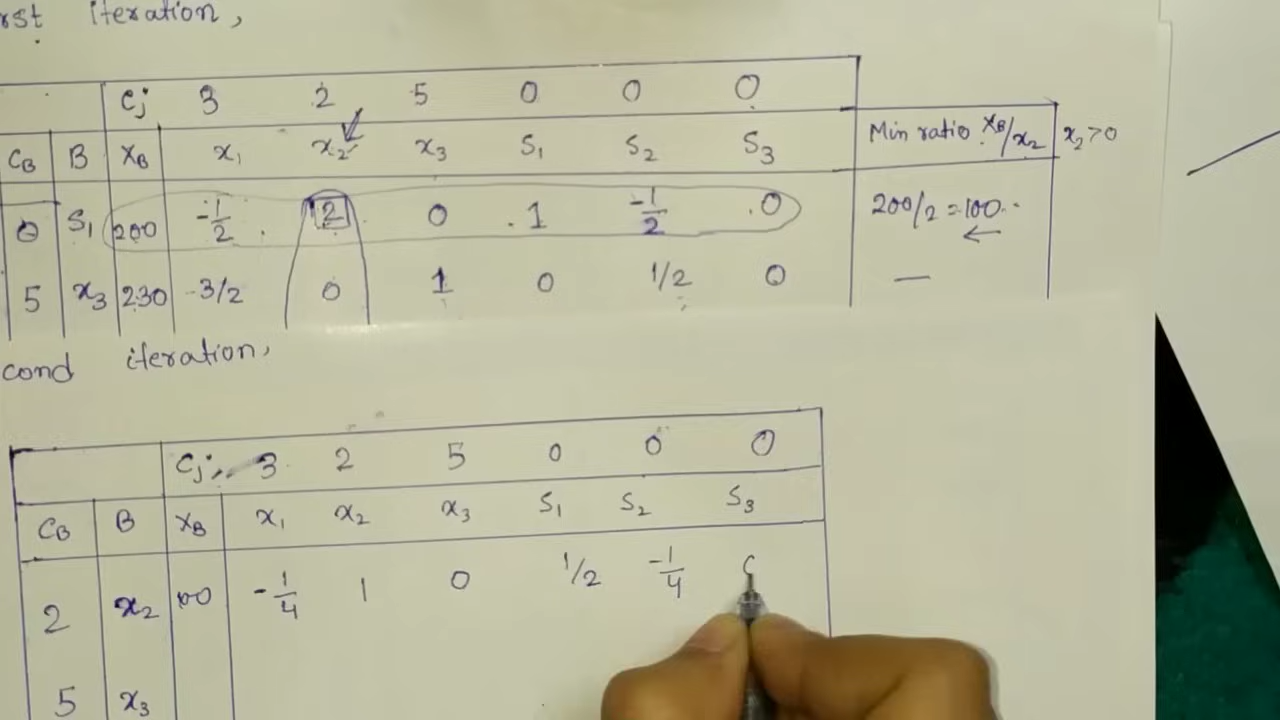 rst iteration,
Cj 3 2 5 0 0 0
CB B XB x₁ x₂ x₃ S₁ S₂ S₃ Min ratio XB/x₂ x₂>0
0 S₁ 200 -1/2 2 0 1 -1/2 0 200/2 = 100
5 x₃ 230 3/2 0 1 0 1/2 0 —
cond iteration,
Cj 3 2 5 0 0 0
CB B XB x₁ x₂ x₃ S₁ S₂ S₃
2 x₂ 100 -1/4 1 0 1/2 -1/4
5 x₃